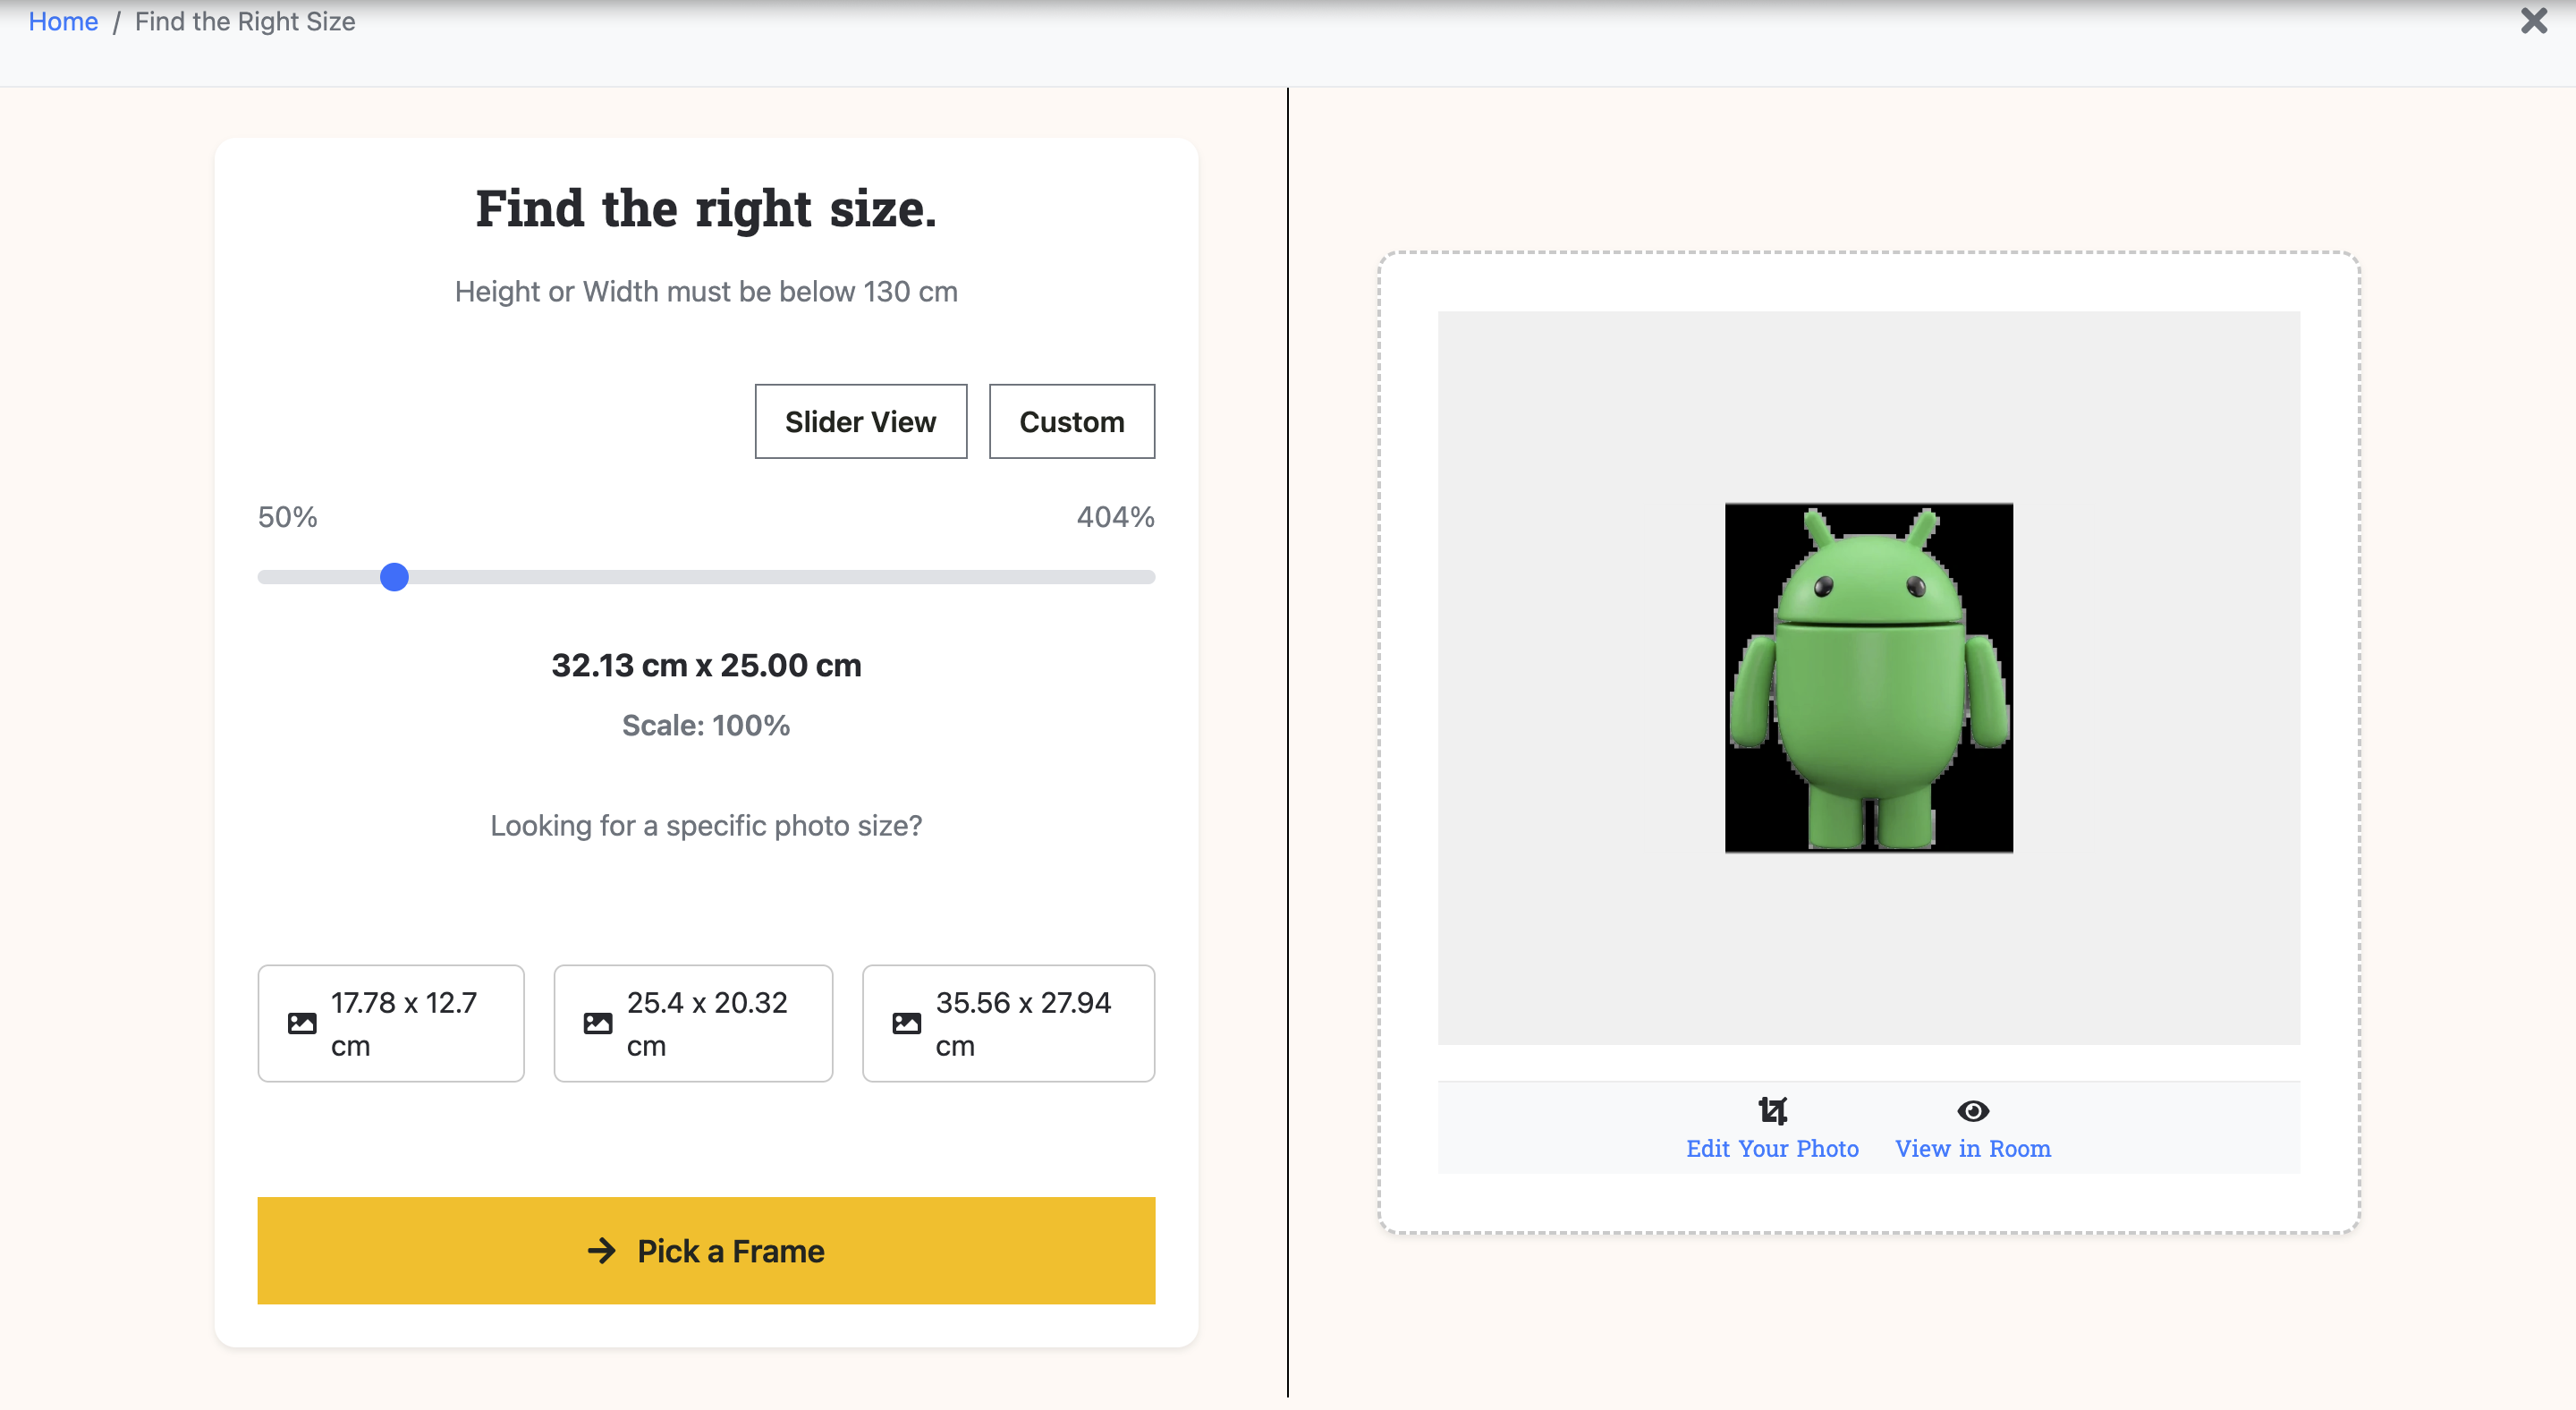 Home / Find the Right Size
Find the right size.
Height or Width must be below 130 cm
Slider View
Custom
50%
404%
32.13 cm x 25.00 cm
Scale: 100%
Looking for a specific photo size?
17.78 x 12.7
cm
25.4 x 20.32
cm
35.56 x 27.94
cm
Pick a Frame
Edit Your Photo
View in Room